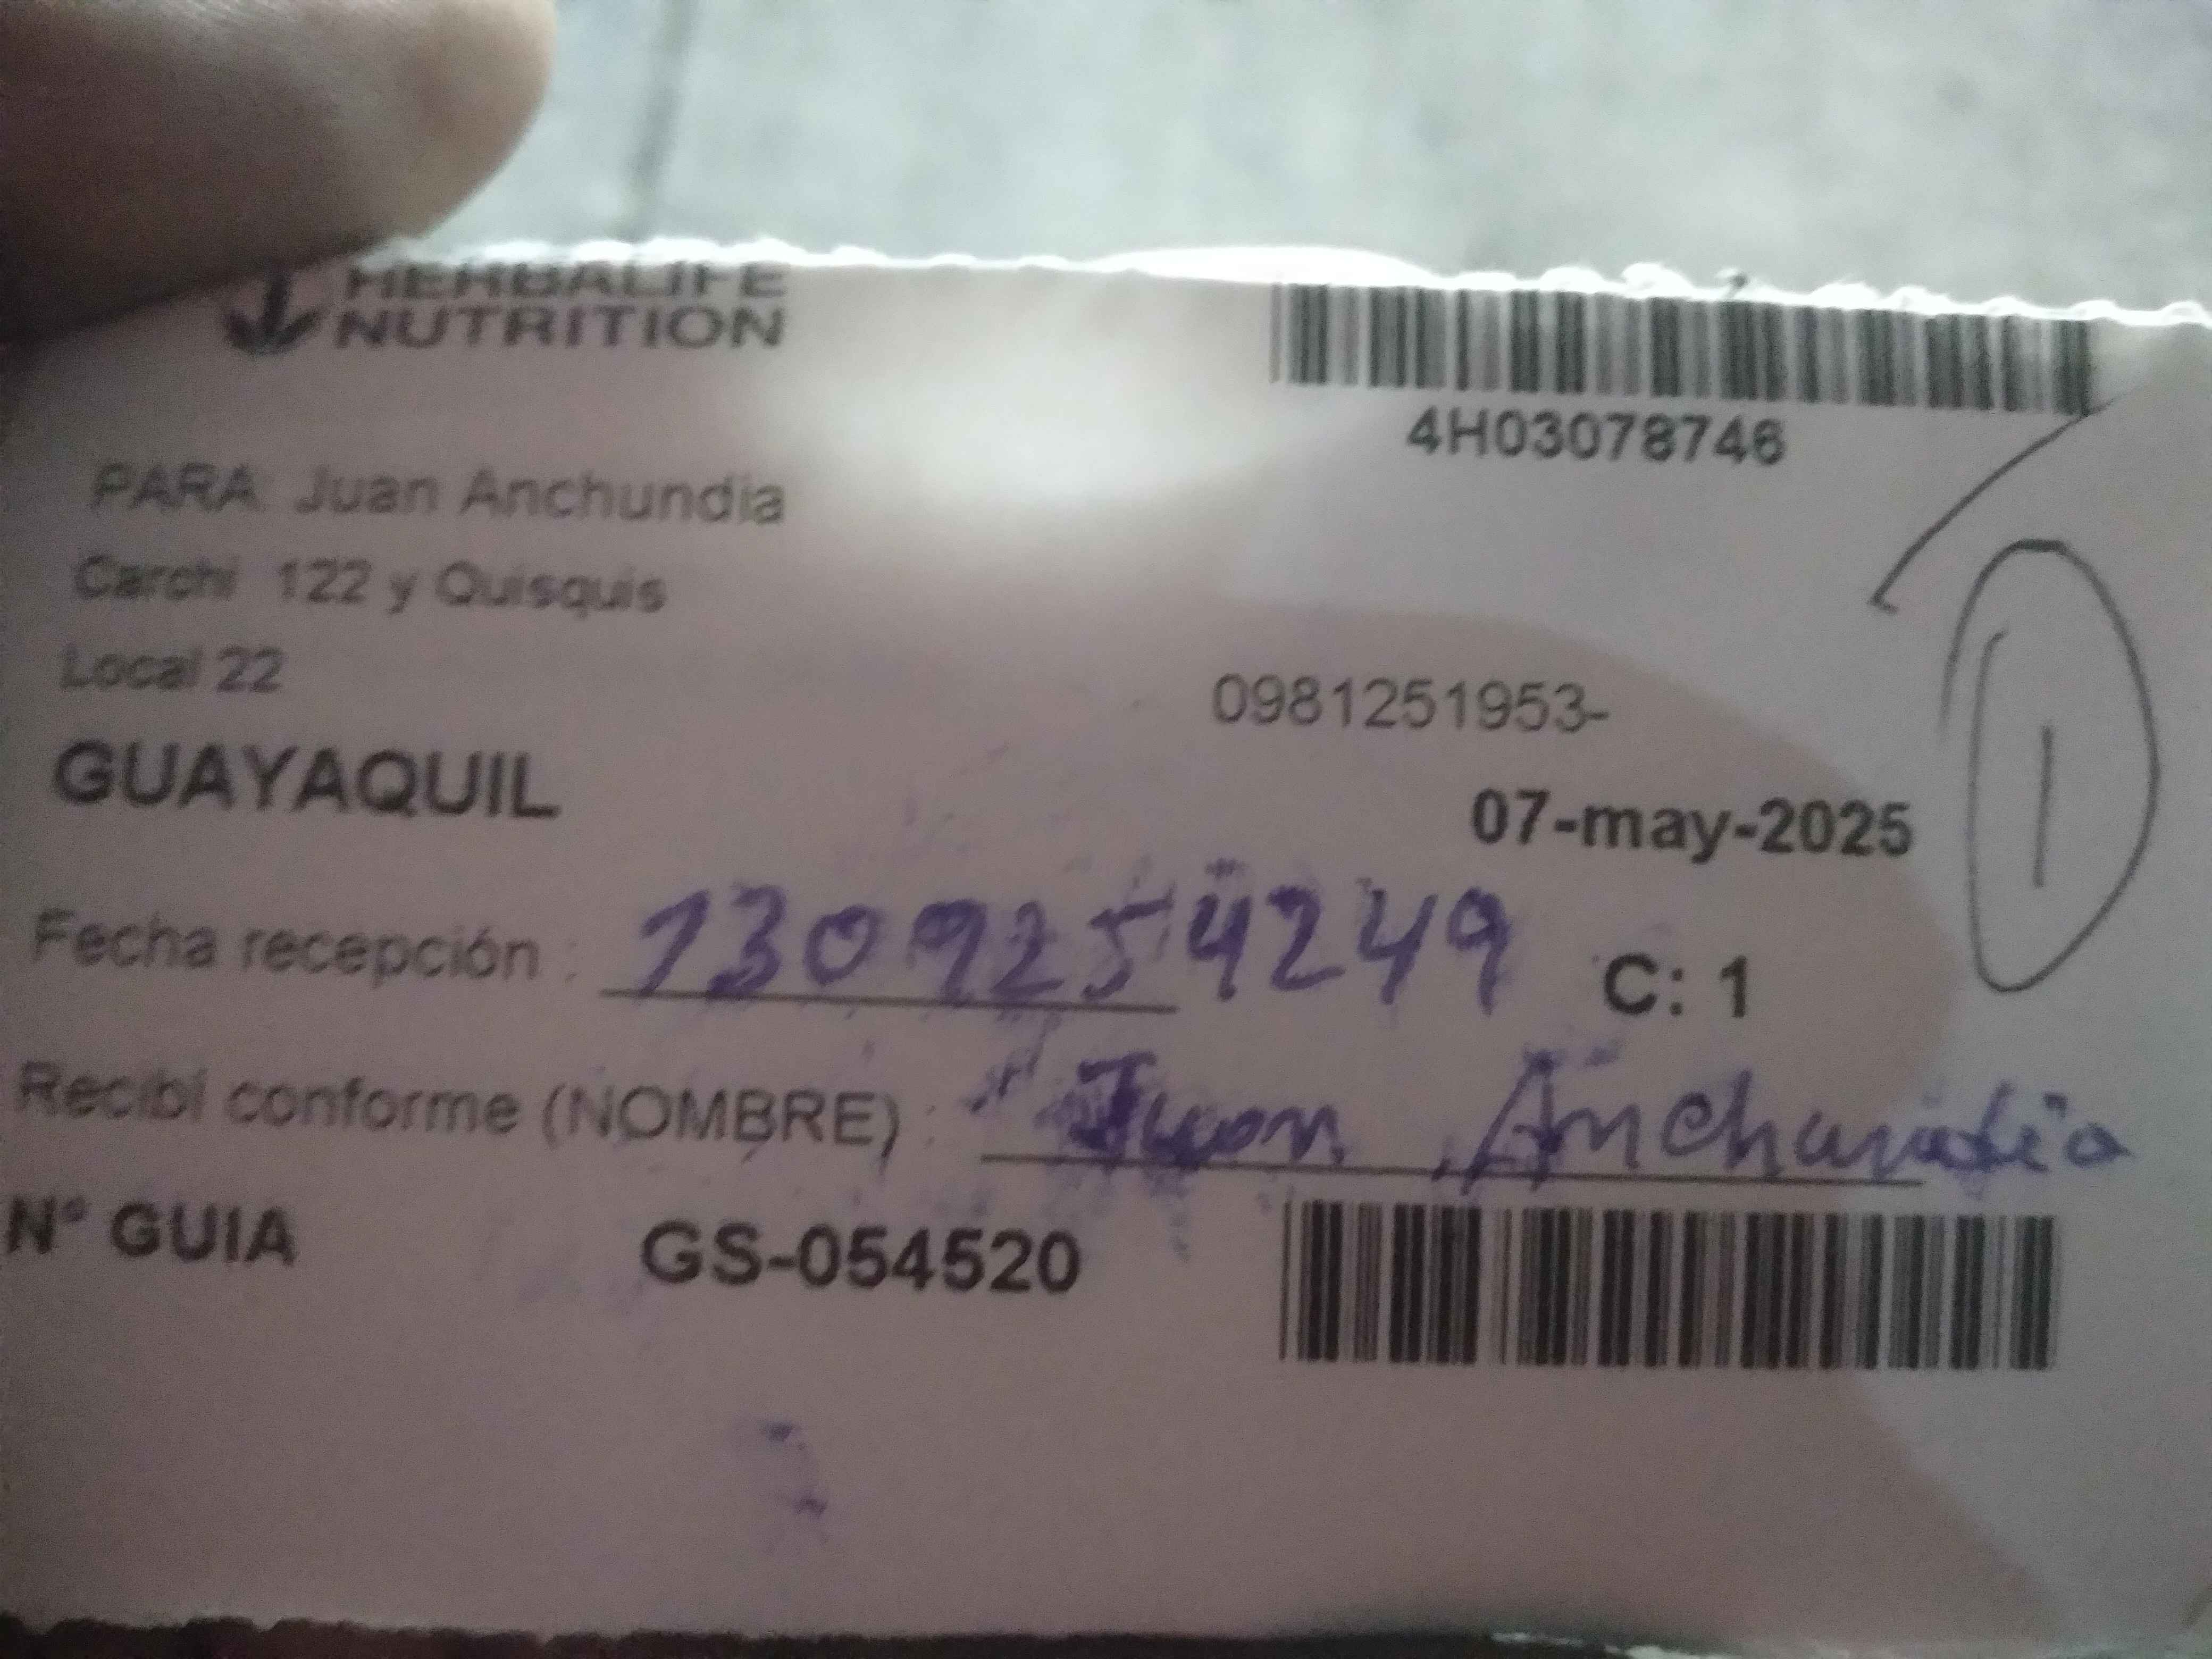 HERBALIFE
NUTRITION
4H03078746
PARA: Juan Anchundia
Carchi 122 y Quisquis
Local 22
0981251953-
GUAYAQUIL
07-may-2025
1
Fecha recepción : 1309254249 C: 1
Recibí conforme (NOMBRE) : Juan Anchundia
N° GUIA GS-054520